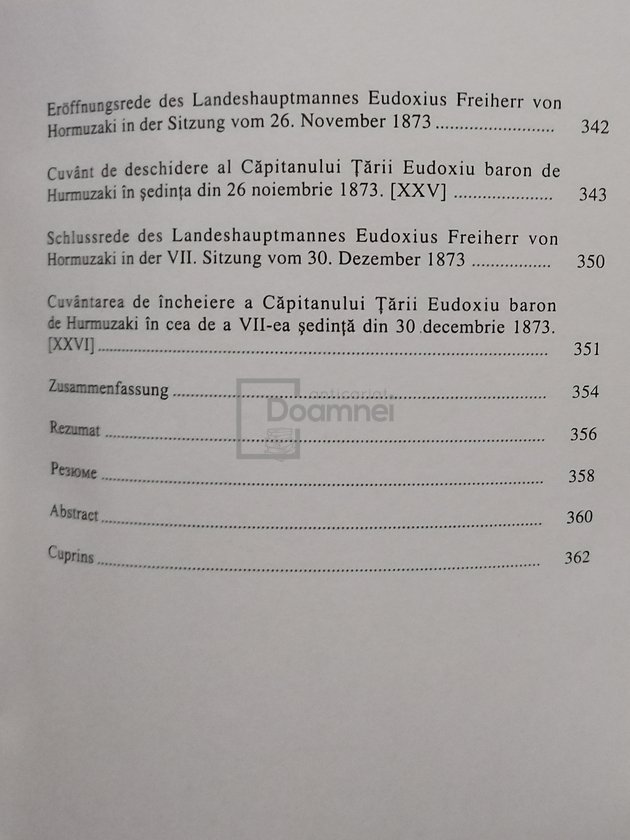 Eröffnungsrede des Landeshauptmannes Eudoxius Freiherr von
Hormuzaki in der Sitzung vom 26. November 1873 ............................ 342
Cuvânt de deschidere al Căpitanului Țării Eudoxiu baron de
Hurmuzaki în ședința din 26 noiembrie 1873. [XXV] ....................... 343
Schlussrede des Landeshauptmannes Eudoxius Freiherr von
Hormuzaki in der VII. Sitzung vom 30. Dezember 1873 .................. 350
Cuvântarea de încheiere a Căpitanului Țării Eudoxiu baron
de Hurmuzaki în cea de a VII-ea ședință din 30 decembrie 1873.
[XXVI] ........................................................................ 351
Zusammenfassung ........................................................ 354
Rezumat ........................................................................ 356
Резюме ........................................................................ 358
Abstract ........................................................................ 360
Cuprins ........................................................................ 362
anticariat
Doamnei